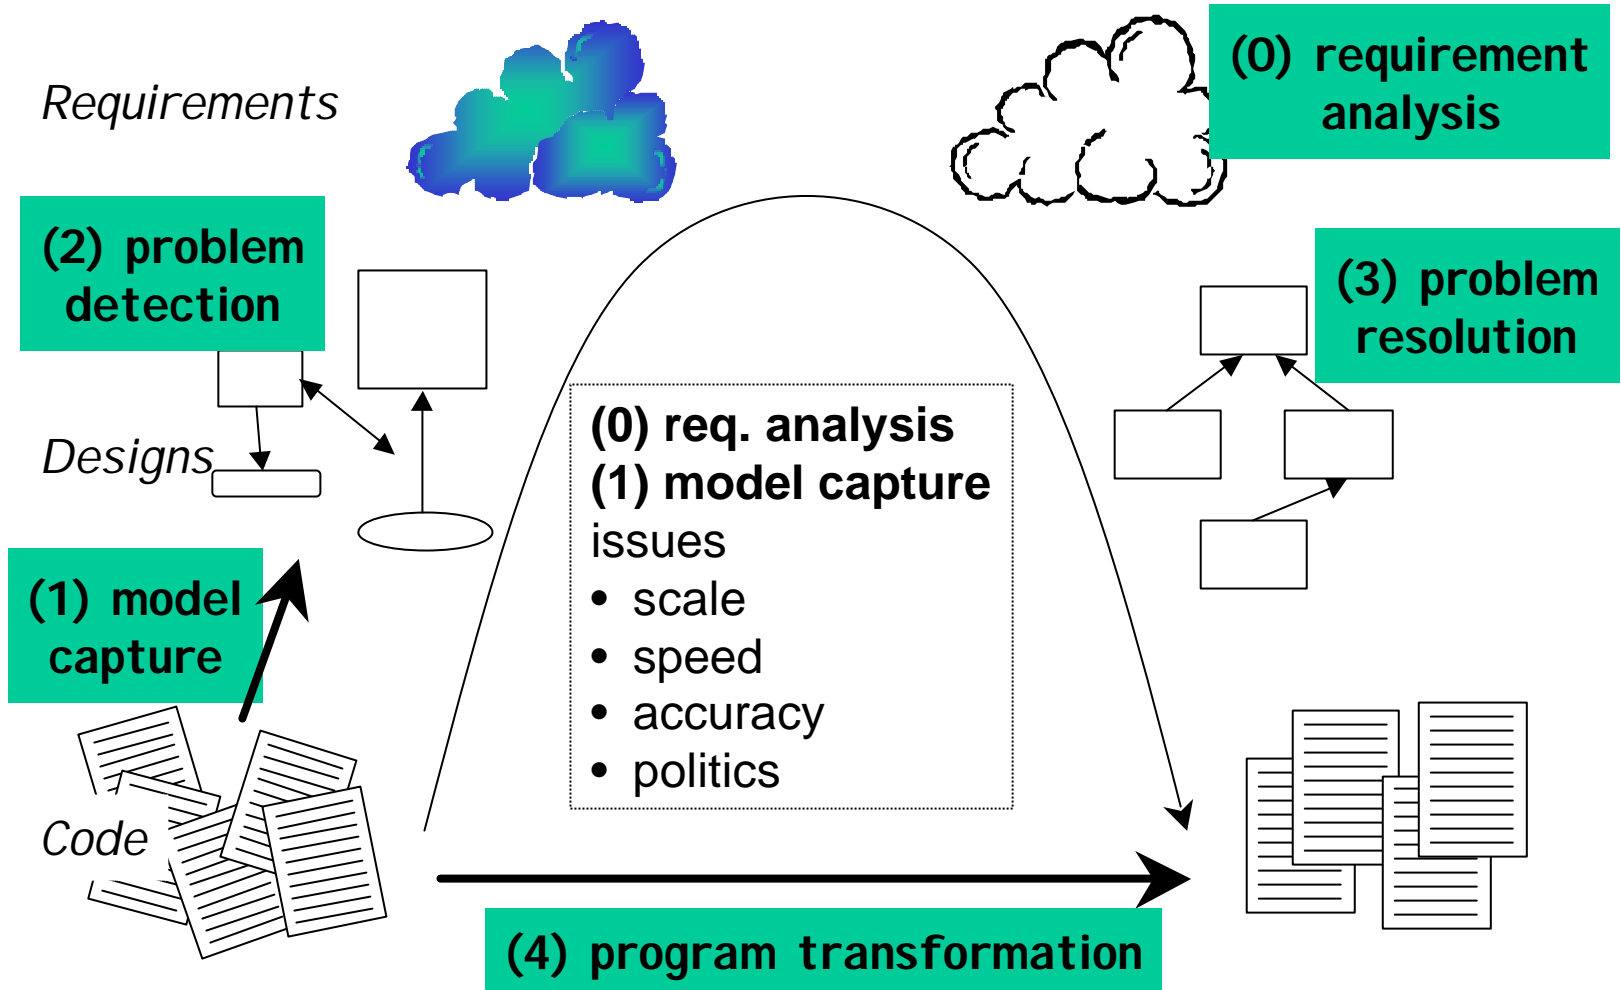 Requirements
(0) requirement
analysis
(2) problem
detection
(3) problem
resolution
Designs
(0) req. analysis
(1) model capture
issues
• scale
• speed
• accuracy
• politics
(1) model
capture
Code
(4) program transformation